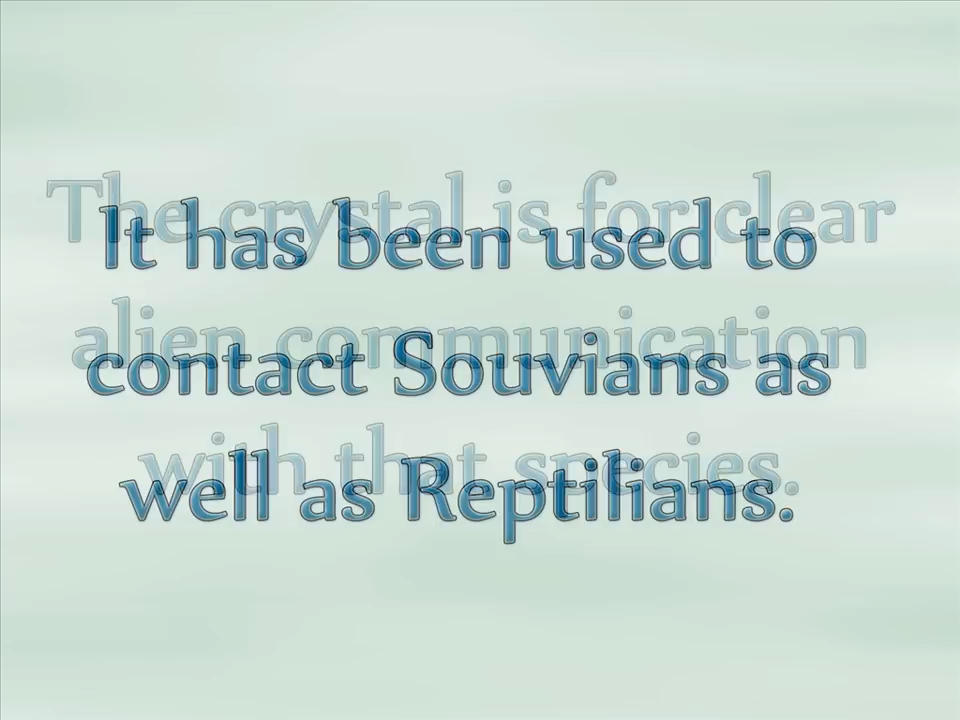 The crystal is for clear
alien communication
with that species.
It has been used to
contact Souvians as
well as Reptilians.